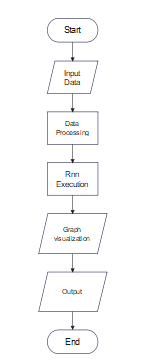 Start
Input
Data
Data
Processing
Rnn
Execution
Graph
visualization
Output
End